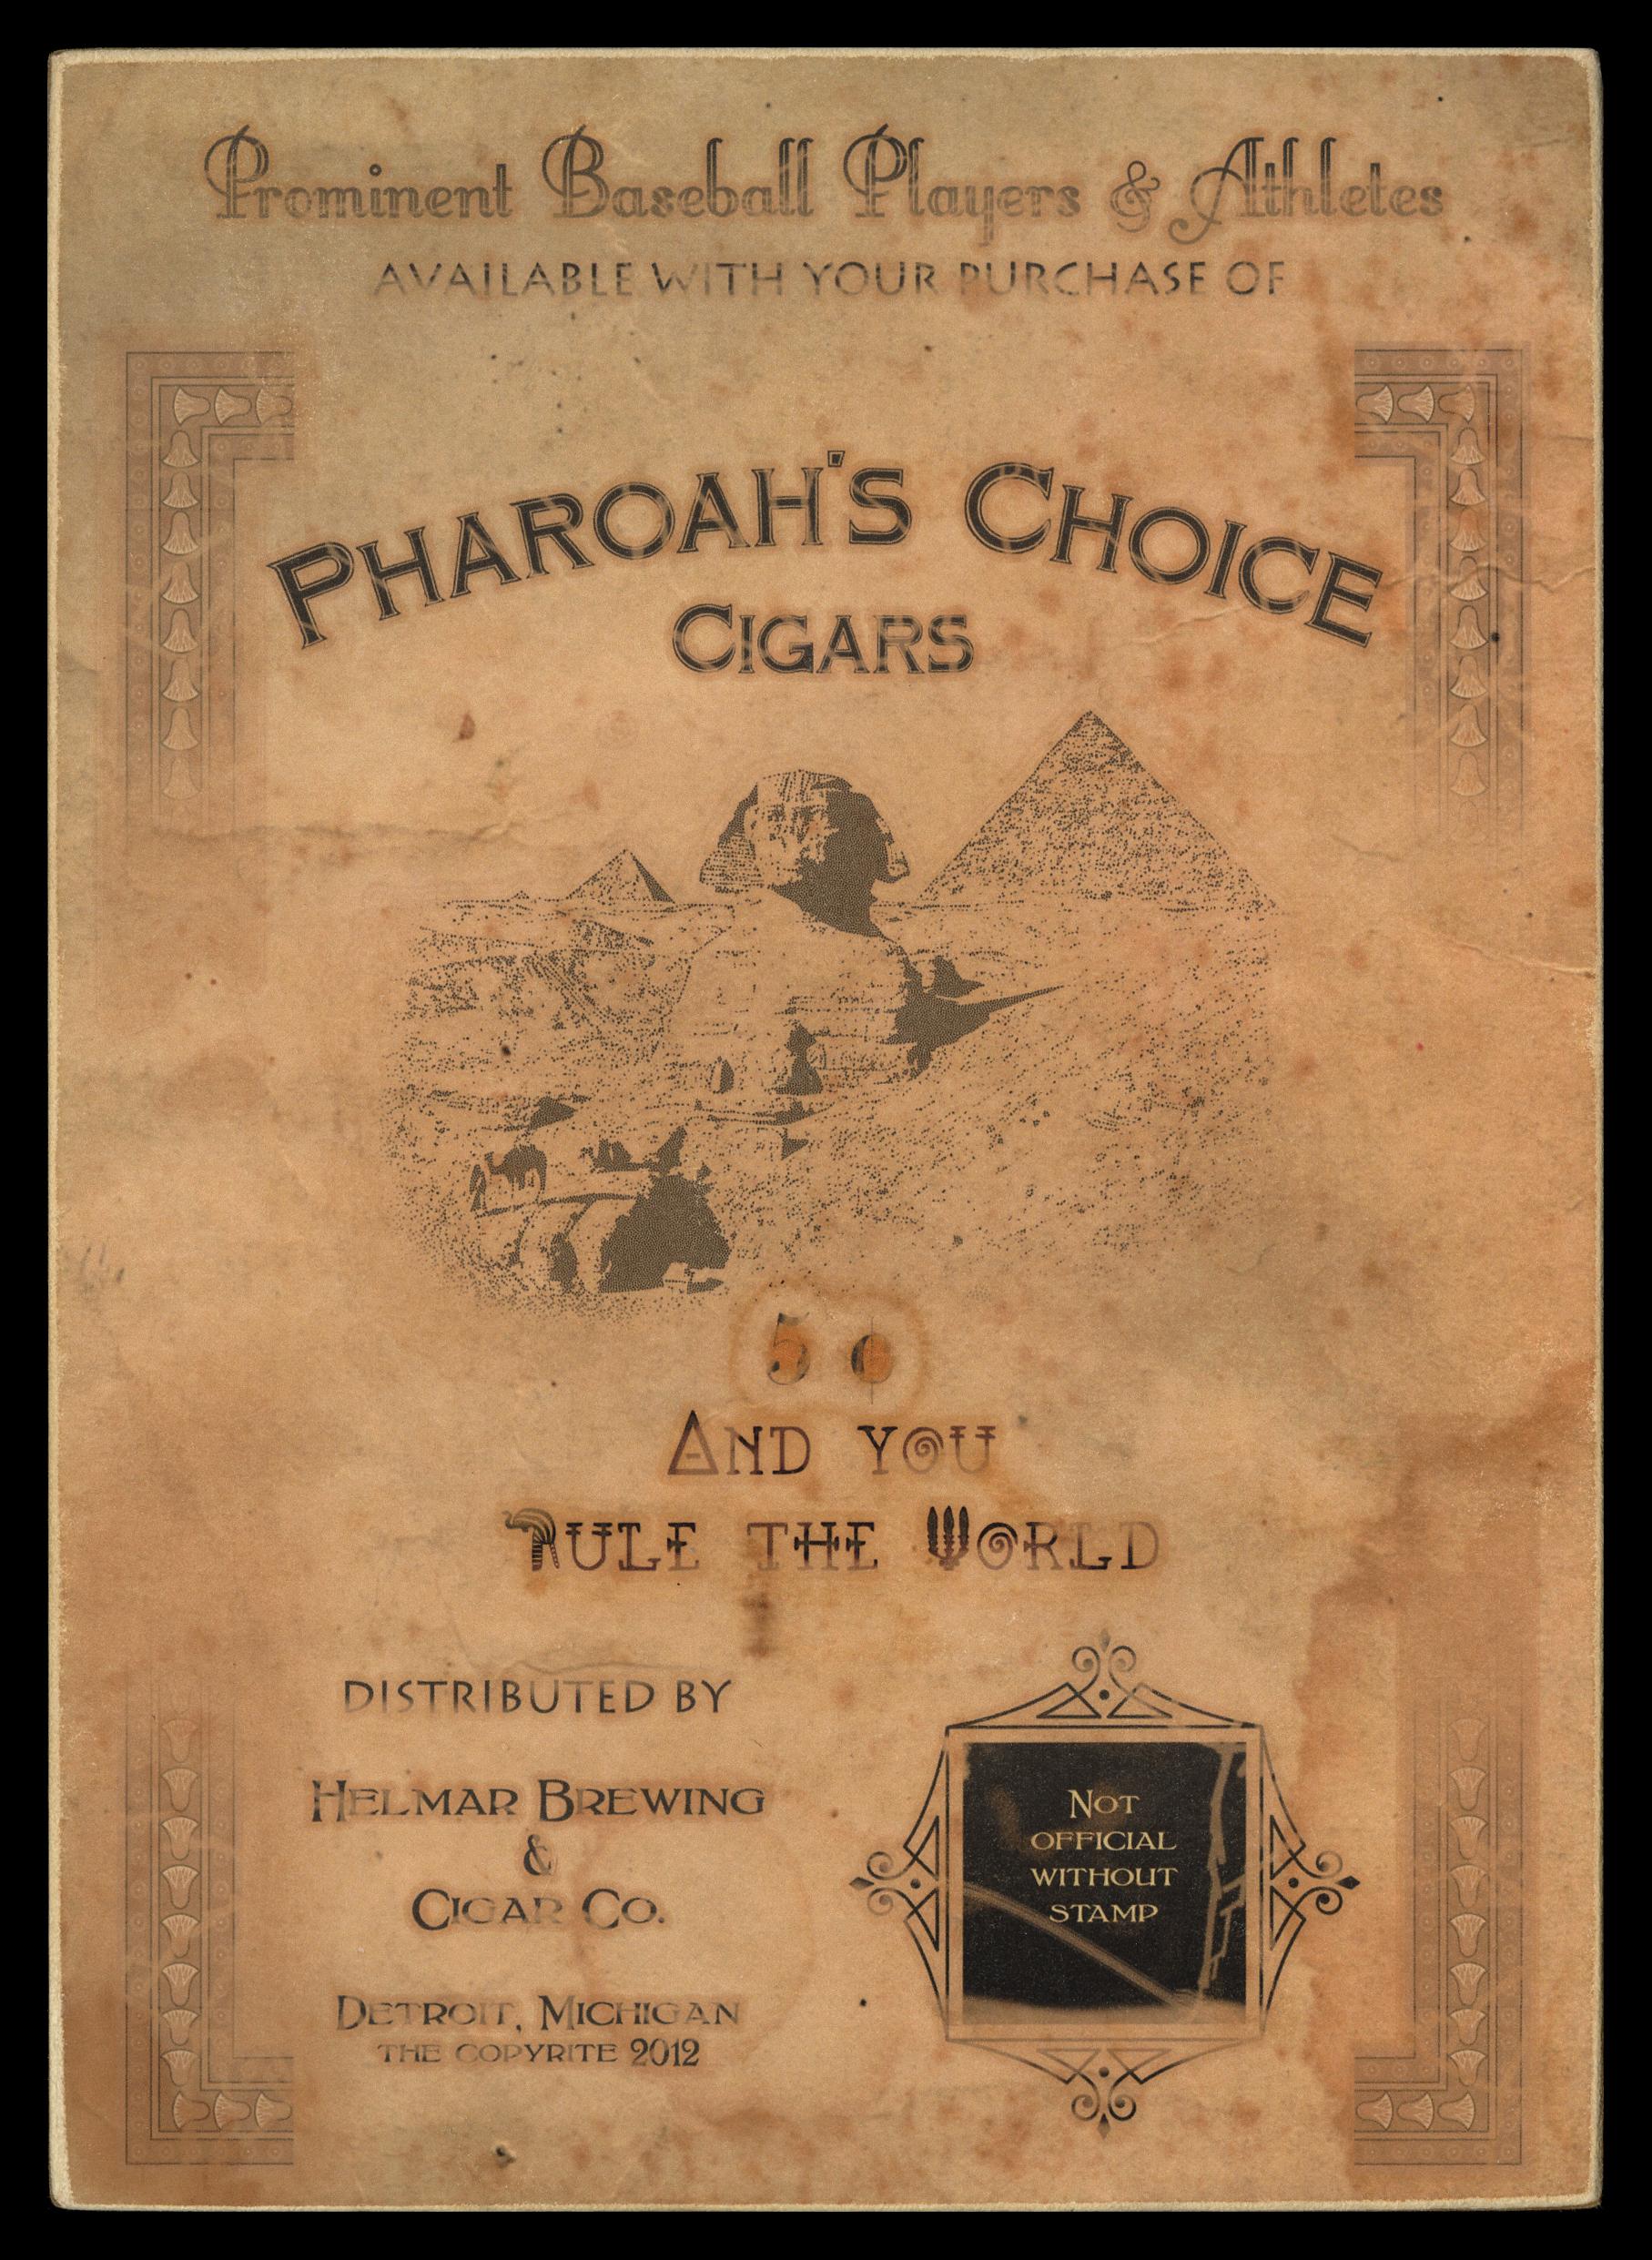 Prominent Baseball Players & Athletes
AVAILABLE WITH YOUR PURCHASE OF
PHAROAH'S CHOICE
CIGARS
5 ¢
AND YOU
RULE THE WORLD
DISTRIBUTED BY
HELMAR BREWING
&
CIGAR CO.
DETROIT, MICHIGAN
THE COPYRITE 2012
NOT
OFFICIAL
WITHOUT
STAMP